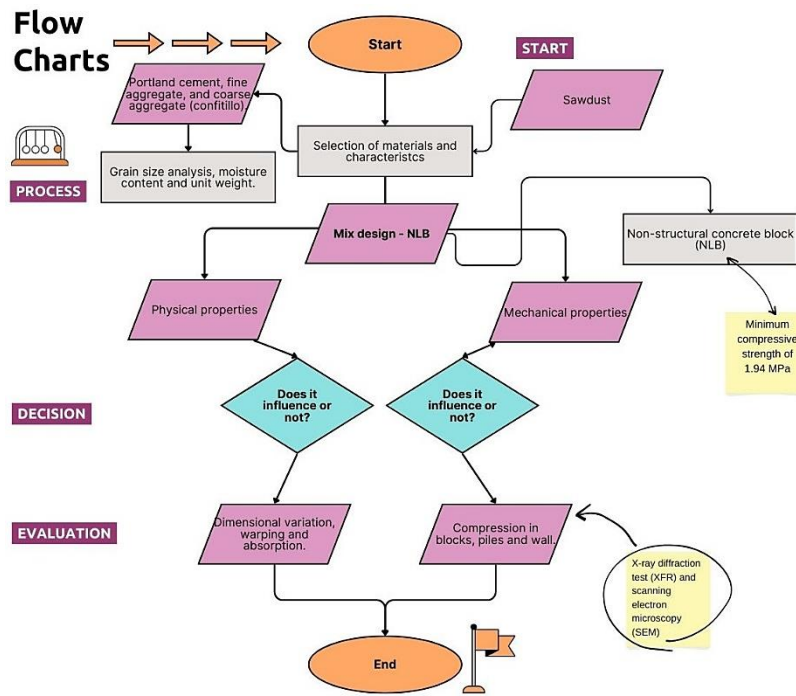 Flow
Charts
Start
START
Portland cement, fine
aggregate, and coarse
aggregate (confitillo).
Sawdust
Selection of materials and
characteristcs
Grain size analysis, moisture
content and unit weight.
PROCESS
Mix design - NLB
Non-structural concrete block
(NLB)
Physical properties
Mechanical properties
Minimum
compressive
strength of
1.94 MPa
DECISION
Does it
influence or
not?
Does it
influence or
not?
EVALUATION
Dimensional variation,
warping and
absorption.
Compression in
blocks, piles and wall.
X-ray diffraction
test (XFR) and
scanning
electron
microscopy
(SEM)
End